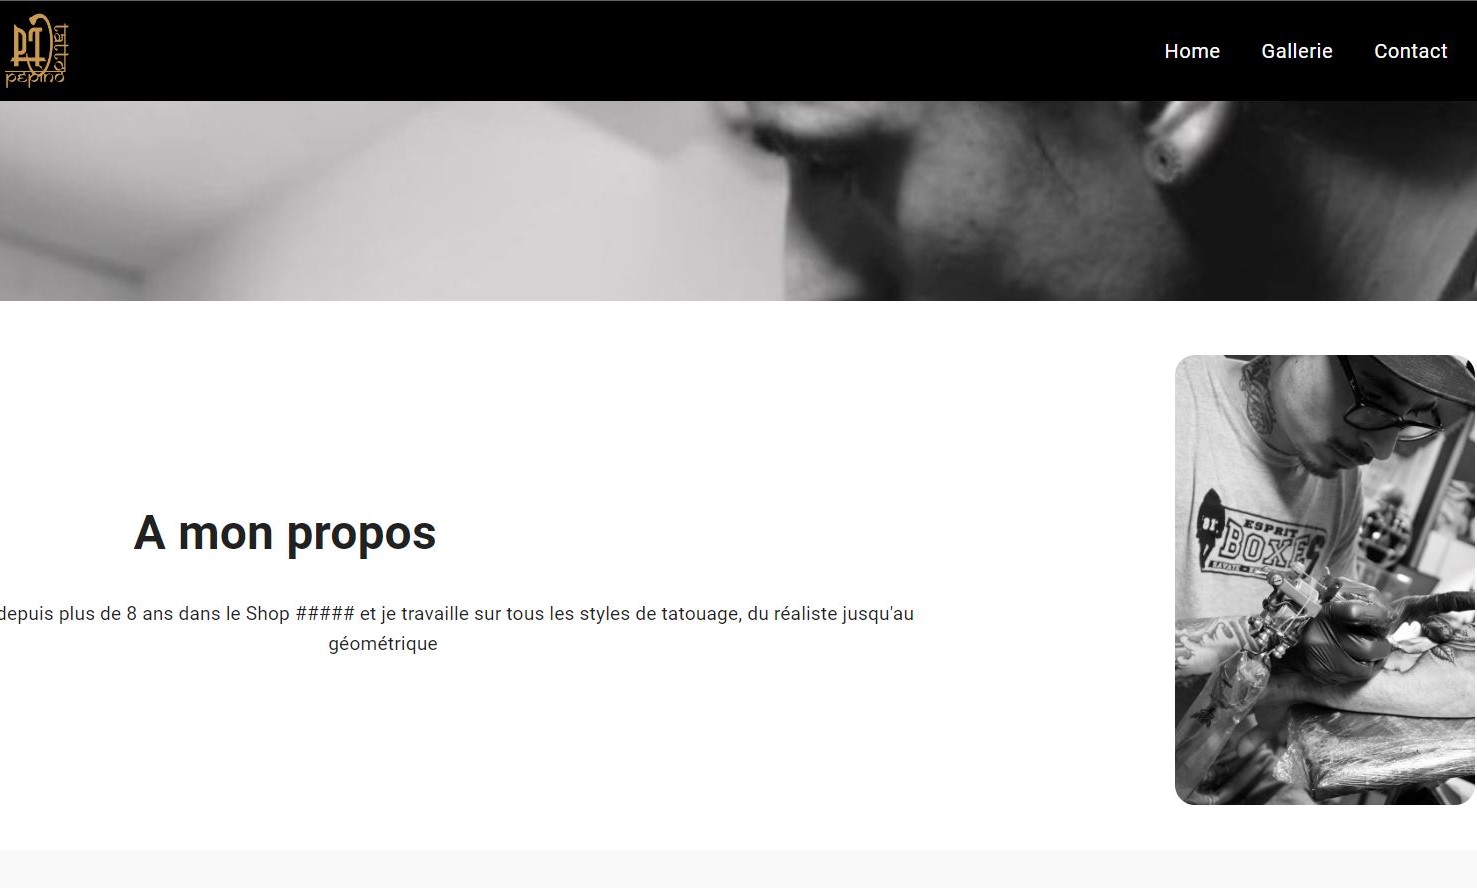 PT
tattoo
pepino
Home Gallerie Contact
A mon propos
depuis plus de 8 ans dans le Shop ##### et je travaille sur tous les styles de tatouage, du réaliste jusqu'au
géométrique
ESPRIT
BOXE
SAVATE